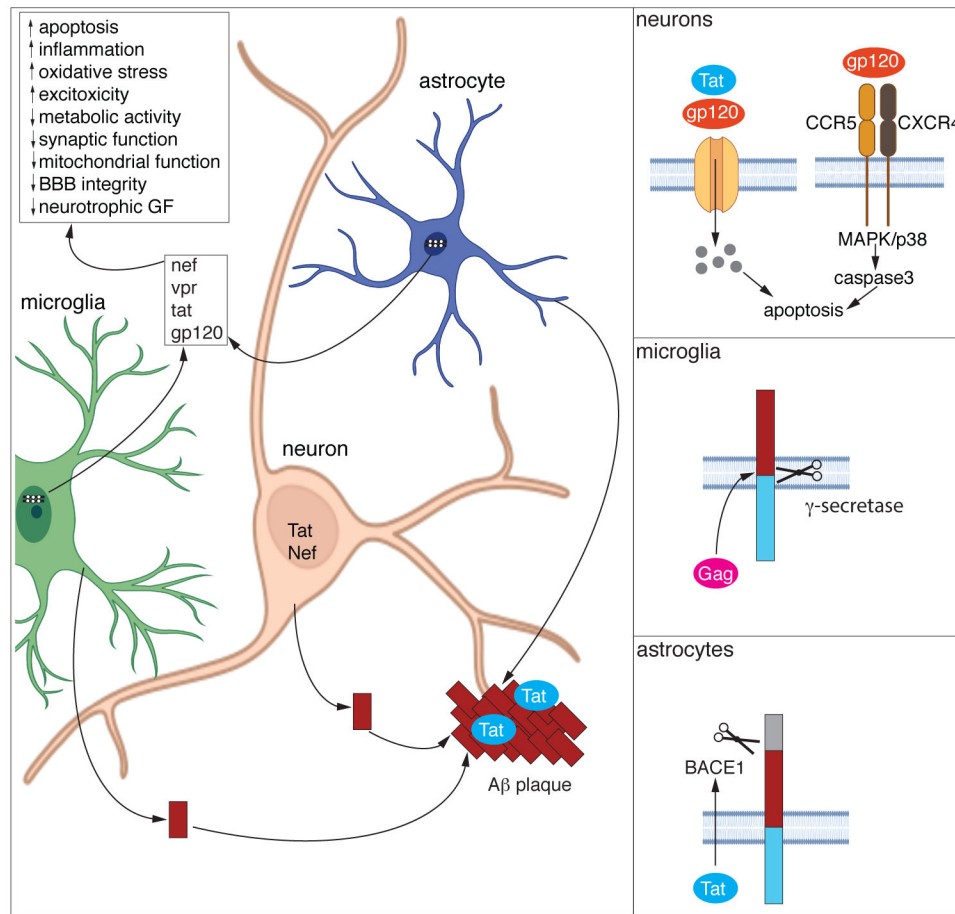 ↑ apoptosis
↑ inflammation
↑ oxidative stress
↑ excitoxicity
↓ metabolic activity
↓ synaptic function
↓ mitochondrial function
↓ BBB integrity
↓ neurotrophic GF
astrocyte
nef
vpr
tat
gp120
microglia
neuron
Tat
Nef
Tat
Tat
Aβ plaque
neurons
Tat
gp120
gp120
CCR5
CXCR4
MAPK/p38
caspase3
apoptosis
microglia
γ-secretase
Gag
astrocytes
BACE1
Tat